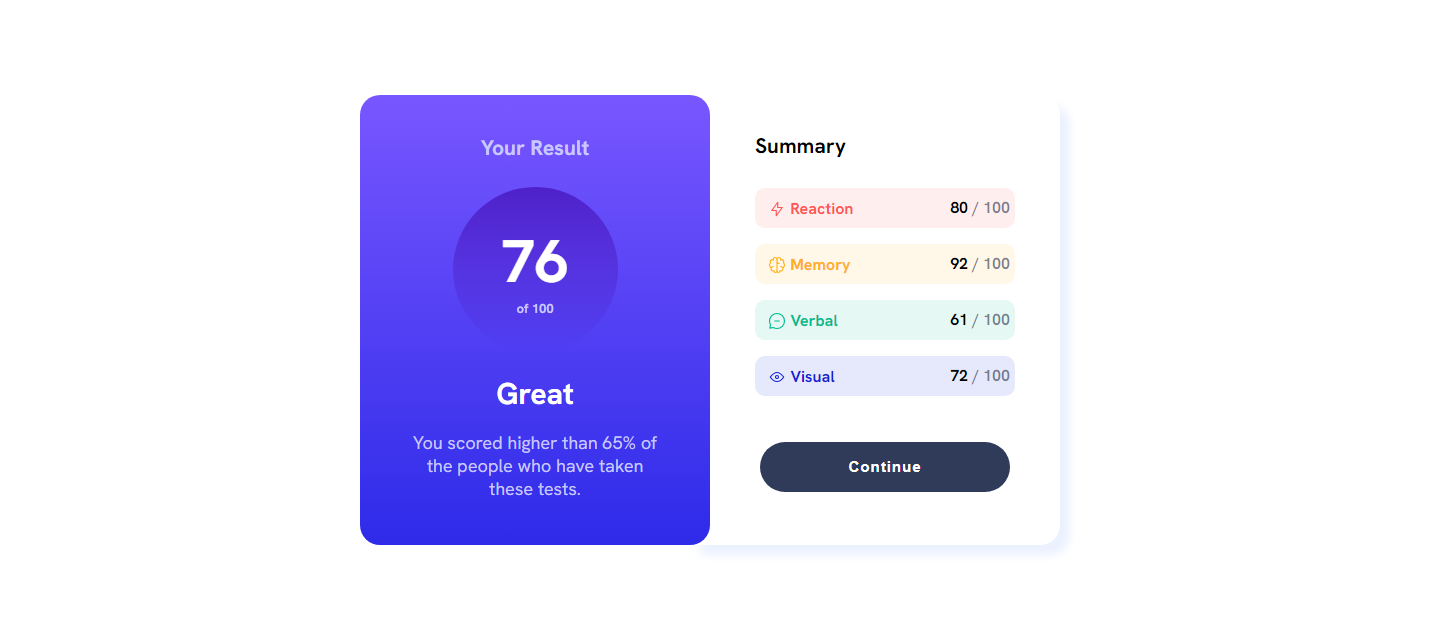 Your Result
76
of 100
Great
You scored higher than 65% of
the people who have taken
these tests.
Summary
Reaction 80 / 100
Memory 92 / 100
Verbal 61 / 100
Visual 72 / 100
Continue